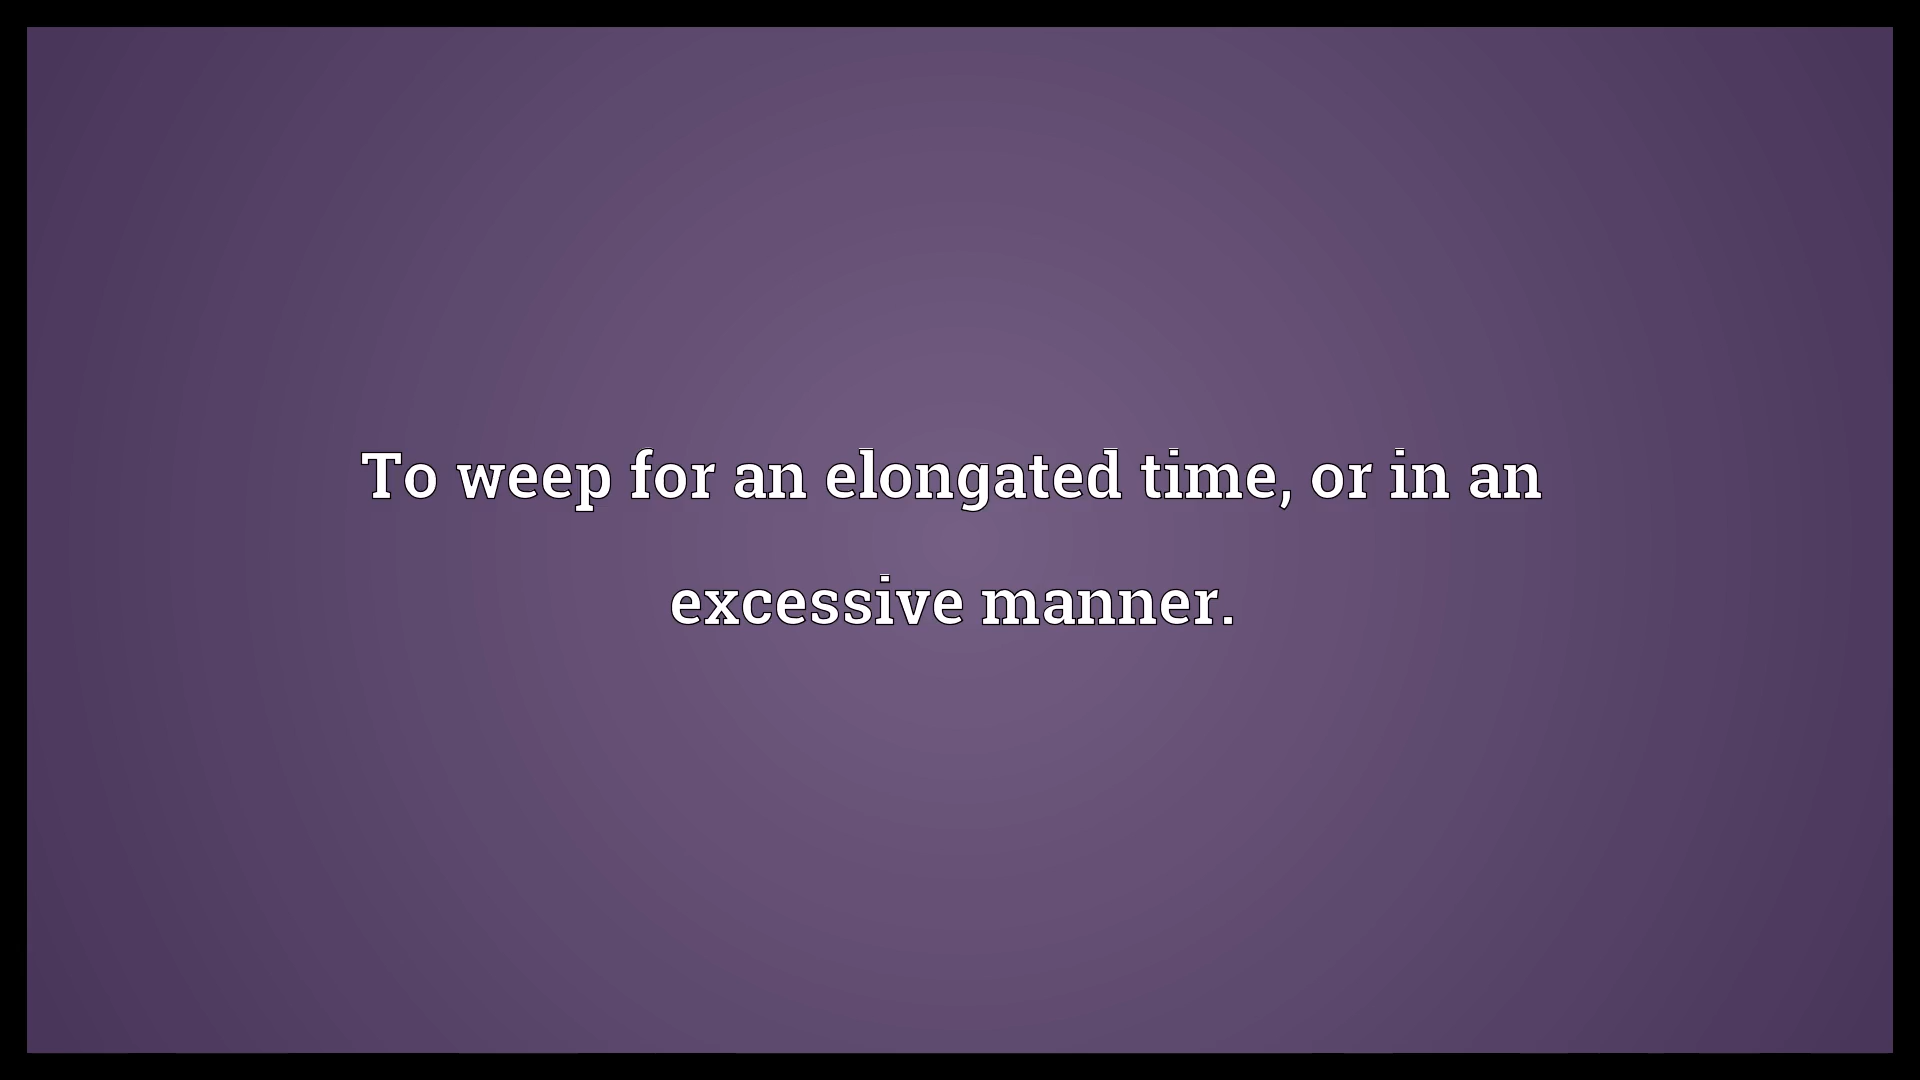 To weep for an elongated time, or in an
excessive manner.